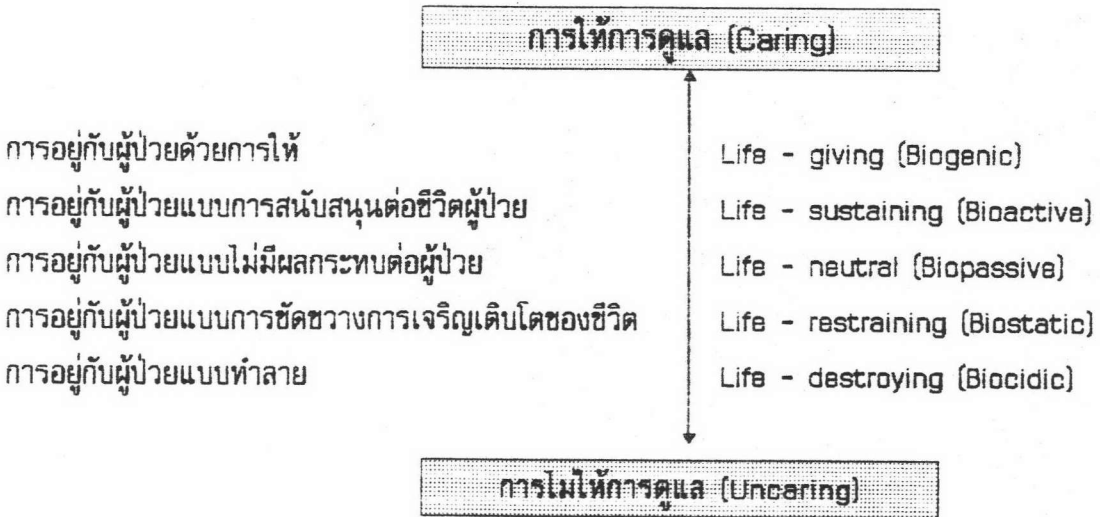 การให้การดูแล (Caring)
การอยู่กับผู้ป่วยด้วยการให้ Life - giving (Biogenic)
การอยู่กับผู้ป่วยแบบการสนับสนุนต่อชีวิตผู้ป่วย Life - sustaining (Bioactive)
การอยู่กับผู้ป่วยแบบไม่มีผลกระทบต่อผู้ป่วย Life - neutral (Biopassive)
การอยู่กับผู้ป่วยแบบการขัดขวางการเจริญเติบโตของชีวิต Life - restraining (Biostatic)
การอยู่กับผู้ป่วยแบบทำลาย Life - destroying (Biocidic)
การไม่ให้การดูแล (Uncaring)